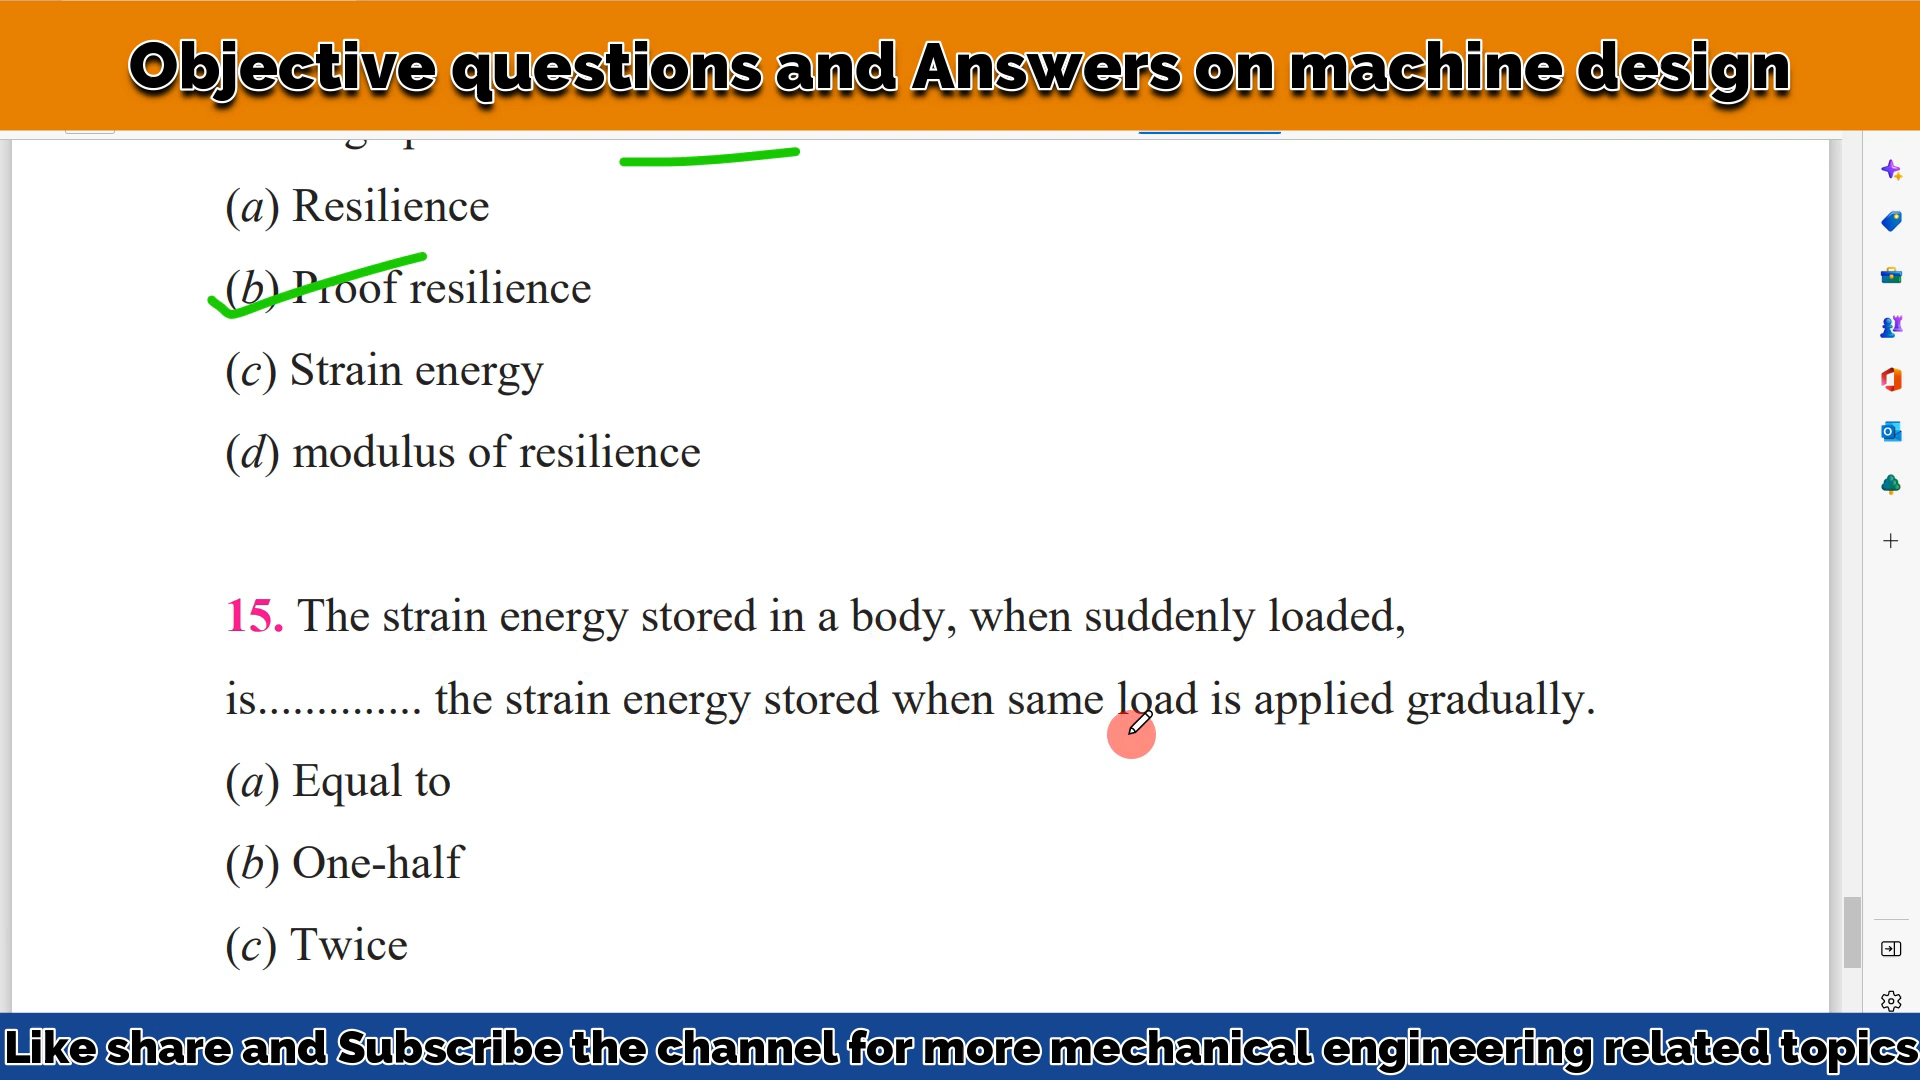 Objective questions and Answers on machine design
(a) Resilience
(b) Proof resilience
(c) Strain energy
(d) modulus of resilience
15. The strain energy stored in a body, when suddenly loaded,
is.............. the strain energy stored when same load is applied gradually.
(a) Equal to
(b) One-half
(c) Twice
Like share and Subscribe the channel for more mechanical engineering related topics